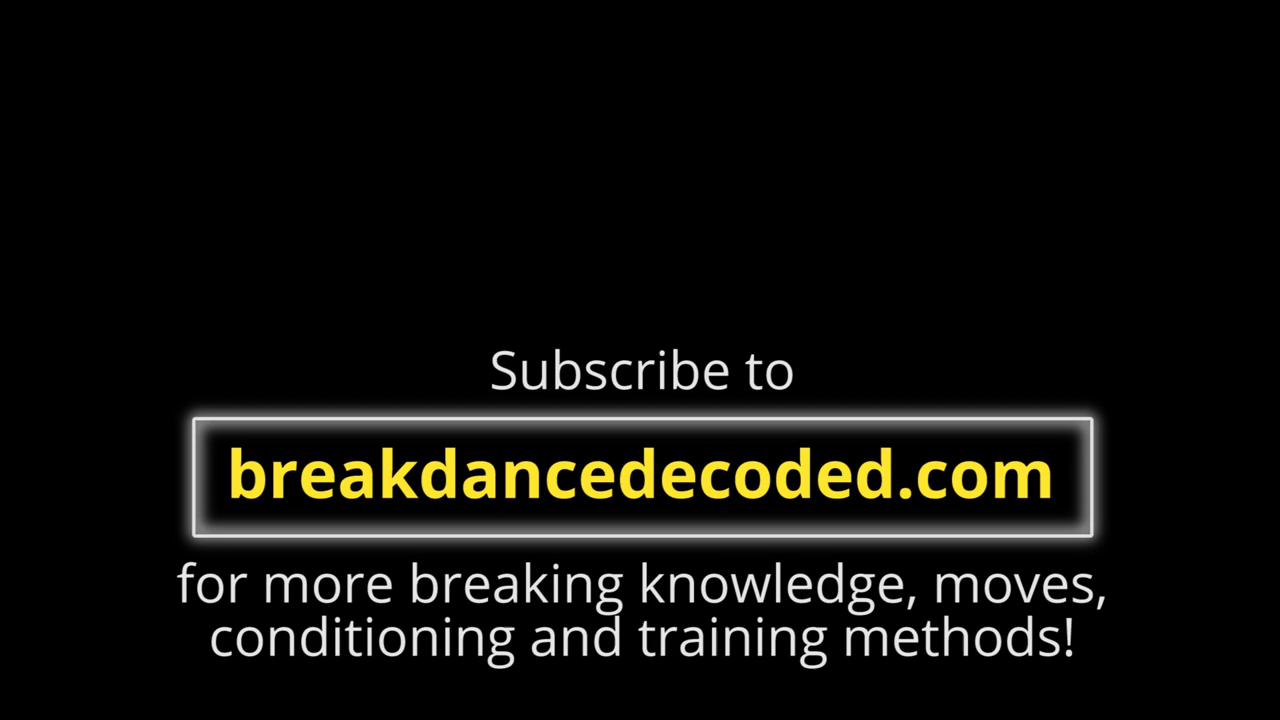 Subscribe to
breakdancedecoded.com
for more breaking knowledge, moves,
conditioning and training methods!